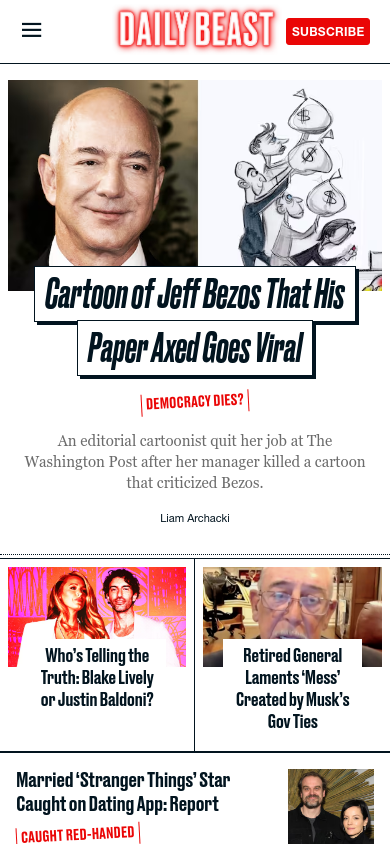 DAILY BEAST
SUBSCRIBE
$
$
$
Cartoon of Jeff Bezos That His
Paper Axed Goes Viral
DEMOCRACY DIES?
An editorial cartoonist quit her job at The
Washington Post after her manager killed a cartoon
that criticized Bezos.
Liam Archacki
Who’s Telling the
Truth: Blake Lively
or Justin Baldoni?
Retired General
Laments ‘Mess’
Created by Musk’s
Gov Ties
Married ‘Stranger Things’ Star
Caught on Dating App: Report
CAUGHT RED-HANDED